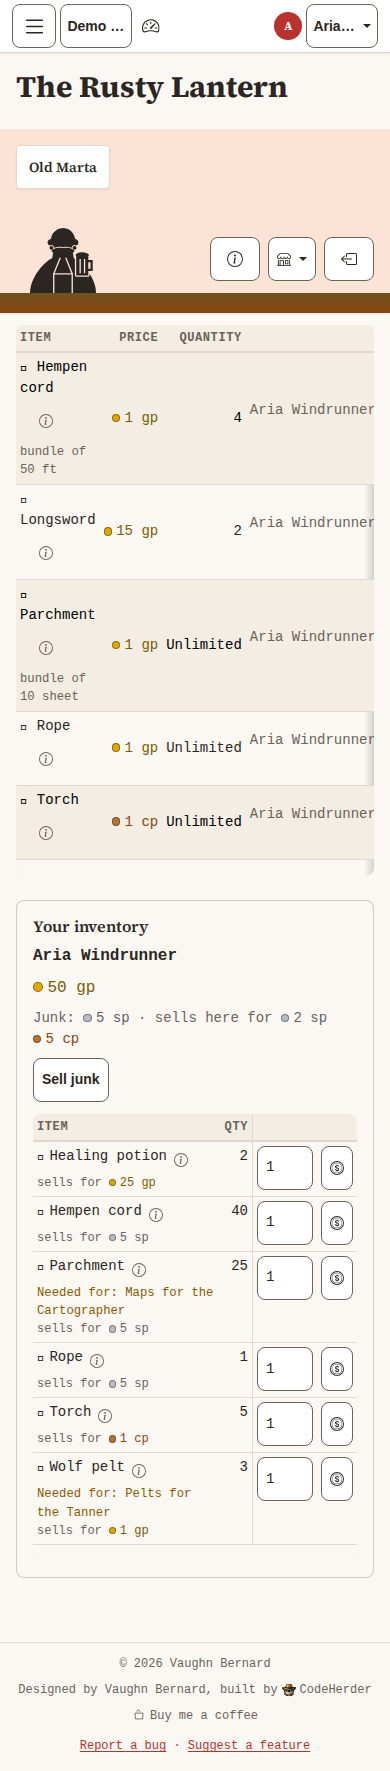 Demo ...
A
Aria...
The Rusty Lantern
Old Marta
ITEM PRICE QUANTITY
Hempen cord 1 gp 4 Aria Windrunner
bundle of 50 ft
Longsword 15 gp 2 Aria Windrunner
Parchment 1 gp Unlimited Aria Windrunner
bundle of 10 sheet
Rope 1 gp Unlimited Aria Windrunner
Torch 1 cp Unlimited Aria Windrunner
Your inventory
Aria Windrunner
50 gp
Junk: 5 sp · sells here for 2 sp
5 cp
Sell junk
ITEM QTY
Healing potion 2 1
sells for 25 gp
Hempen cord 40 1
sells for 5 sp
Parchment 25 1
Needed for: Maps for the
Cartographer
sells for 5 sp
Rope 1 1
sells for 5 sp
Torch 5 1
sells for 1 cp
Wolf pelt 3 1
Needed for: Pelts for
the Tanner
sells for 1 gp
© 2026 Vaughn Bernard
Designed by Vaughn Bernard, built by CodeHerder
Buy me a coffee
Report a bug · Suggest a feature